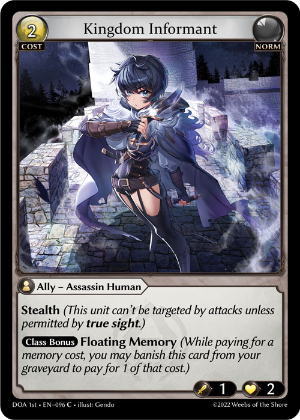 2
Kingdom Informant
COST
NORM
Ally – Assassin Human
Stealth (This unit can't be targeted by attacks unless
permitted by true sight.)
Class Bonus Floating Memory (While paying for a
memory cost, you may banish this card from your
graveyard to pay for 1 of that cost.)
1
2
DOA 1st • EN-096 C • illust: Gendo
©2022 Weebs of the Shore